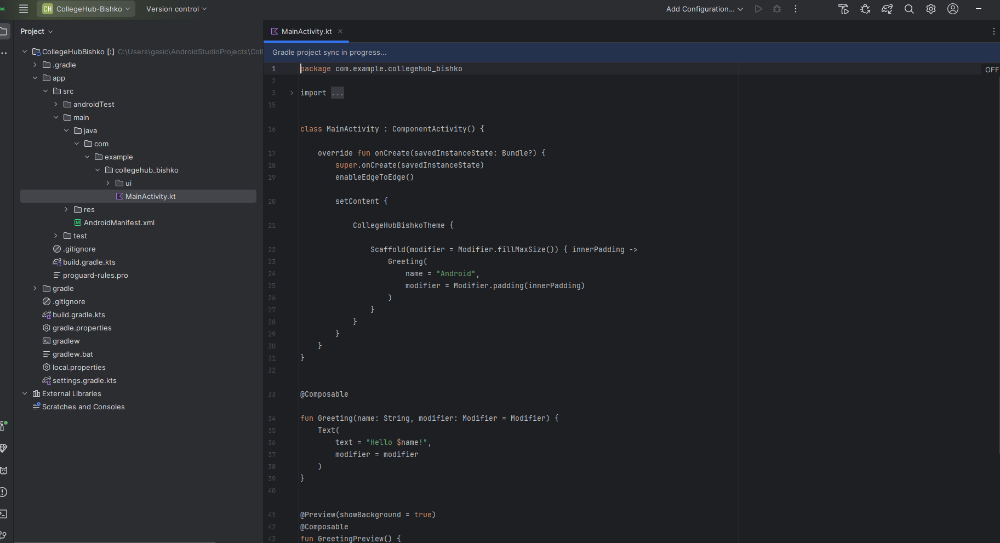 CH CollegeHub-Bishko Version control Add Configuration...
Project
MainActivity.kt
CollegeHubBishko [:] C:\Users\gasic\AndroidStudioProjects\Coll
.gradle
app
src
androidTest
main
java
com
example
collegehub_bishko
ui
MainActivity.kt
res
AndroidManifest.xml
test
.gitignore
build.gradle.kts
proguard-rules.pro
gradle
.gitignore
build.gradle.kts
gradle.properties
gradlew
gradlew.bat
local.properties
settings.gradle.kts
External Libraries
Scratches and Consoles
Gradle project sync in progress...
OFF
1 package com.example.collegehub_bishko
2
3 import ...
15
16 class MainActivity : ComponentActivity() {
17 override fun onCreate(savedInstanceState: Bundle?) {
18 super.onCreate(savedInstanceState)
19 enableEdgeToEdge()
20 setContent {
21 CollegeHubBishkoTheme {
22 Scaffold(modifier = Modifier.fillMaxSize()) { innerPadding ->
23 Greeting(
24 name = "Android",
25 modifier = Modifier.padding(innerPadding)
26 )
27 }
28 }
29 }
30 }
31 }
32
33 @Composable
34 fun Greeting(name: String, modifier: Modifier = Modifier) {
35 Text(
36 text = "Hello $name!",
37 modifier = modifier
38 )
39 }
40
41 @Preview(showBackground = true)
42 @Composable
43 fun GreetingPreview() {